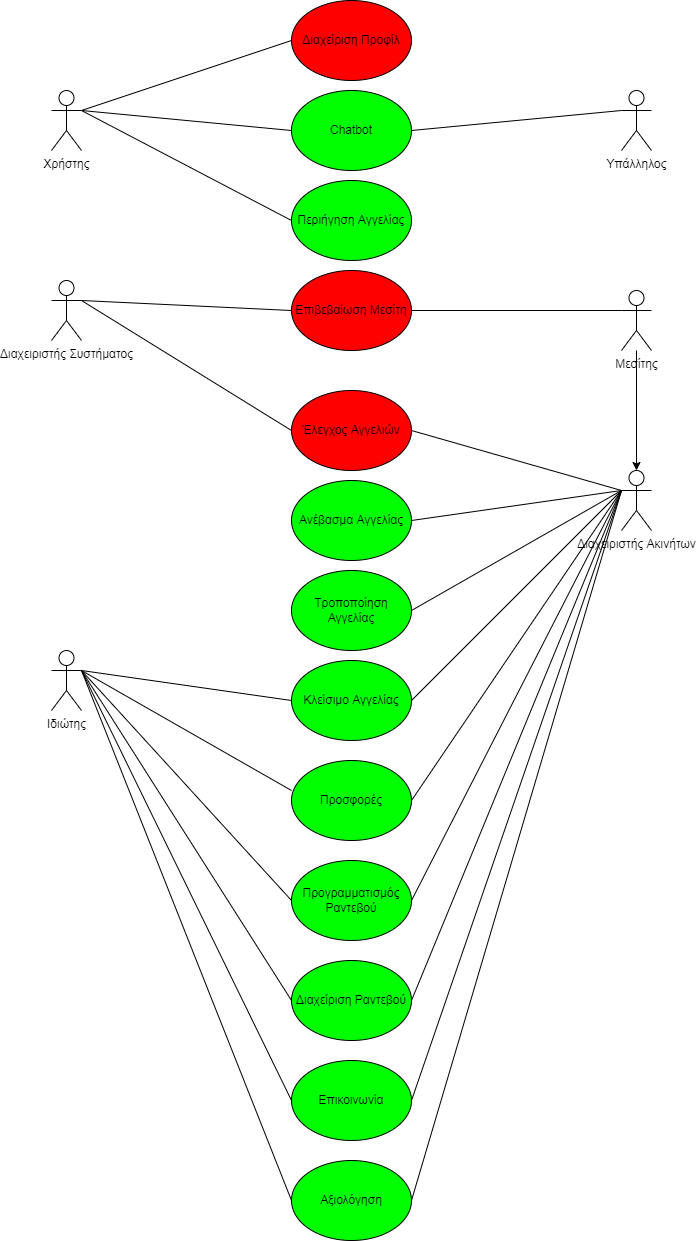 Διαχείριση Προφίλ
Chatbot
Χρήστης
Υπάλληλος
Περιήγηση Αγγελίας
Επιβεβαίωση Μεσίτη
Διαχειριστής Συστήματος
Μεσίτης
Έλεγχος Αγγελιών
Ανέβασμα Αγγελίας
Διαχειριστής Ακινήτων
Τροποποίηση
Αγγελίας
Κλείσιμο Αγγελίας
Ιδιώτης
Προσφορές
Προγραμματισμός
Ραντεβού
Διαχείριση Ραντεβού
Επικοινωνία
Αξιολόγηση